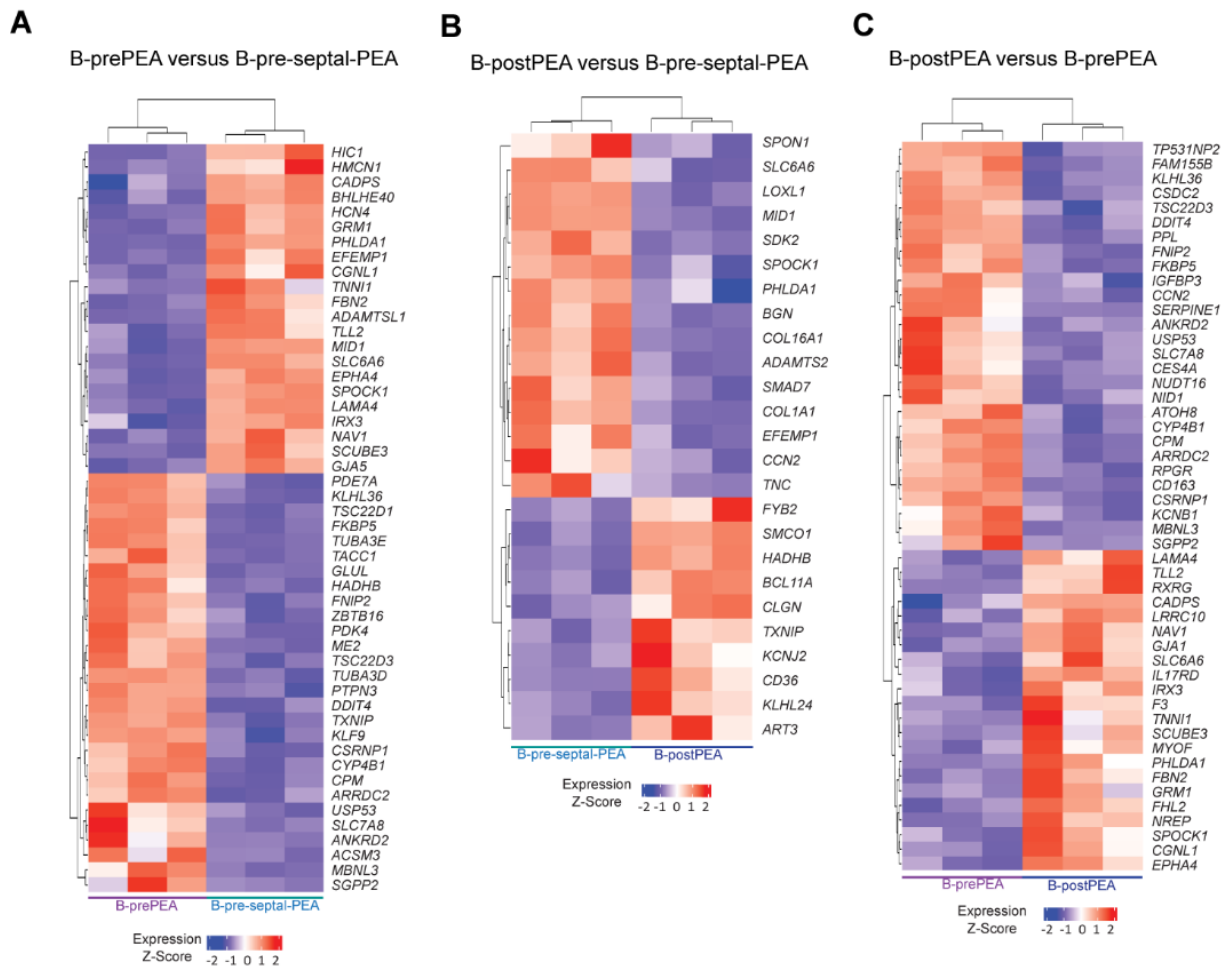 A
B-prePEA versus B-pre-septal-PEA
HIC1
HMCN1
CADPS
BHLHE40
HCN4
GRM1
PHLDA1
EFEMP1
CGNL1
TNNI1
FBN2
ADAMTSL1
TLL2
MID1
SLC6A6
EPHA4
SPOCK1
LAMA4
IRX3
NAV1
SCUBE3
GJA5
PDE7A
KLHL36
TSC22D1
FKBP5
TUBA3E
TACC1
GLUL
HADHB
FNIP2
ZBTB16
PDK4
ME2
TSC22D3
TUBA3D
PTPN3
DDIT4
TXNIP
KLF9
CSRNP1
CYP4B1
CPM
ARRDC2
USP53
SLC7A8
ANKRD2
ACSM3
MBNL3
SGPP2
B-prePEA B-pre-septal-PEA
Expression
Z-Score
-2 -1 0 1 2
B
B-postPEA versus B-pre-septal-PEA
SPON1
SLC6A6
LOXL1
MID1
SDK2
SPOCK1
PHLDA1
BGN
COL16A1
ADAMTS2
SMAD7
COL1A1
EFEMP1
CCN2
TNC
FYB2
SMCO1
HADHB
BCL11A
CLGN
TXNIP
KCNJ2
CD36
KLHL24
ART3
B-pre-septal-PEA B-postPEA
Expression
Z-Score
-2 -1 0 1 2
C
B-postPEA versus B-prePEA
TP531NP2
FAM155B
KLHL36
CSDC2
TSC22D3
DDIT4
PPL
FNIP2
FKBP5
IGFBP3
CCN2
SERPINE1
ANKRD2
USP53
SLC7A8
CES4A
NUDT16
NID1
ATOH8
CYP4B1
CPM
ARRDC2
RPGR
CD163
CSRNP1
KCNB1
MBNL3
SGPP2
LAMA4
TLL2
RXRG
CADPS
LRRC10
NAV1
GJA1
SLC6A6
IL17RD
IRX3
F3
TNNI1
SCUBE3
MYOF
PHLDA1
FBN2
GRM1
FHL2
NREP
SPOCK1
CGNL1
EPHA4
B-prePEA B-postPEA
Expression
Z-Score
-2 -1 0 1 2